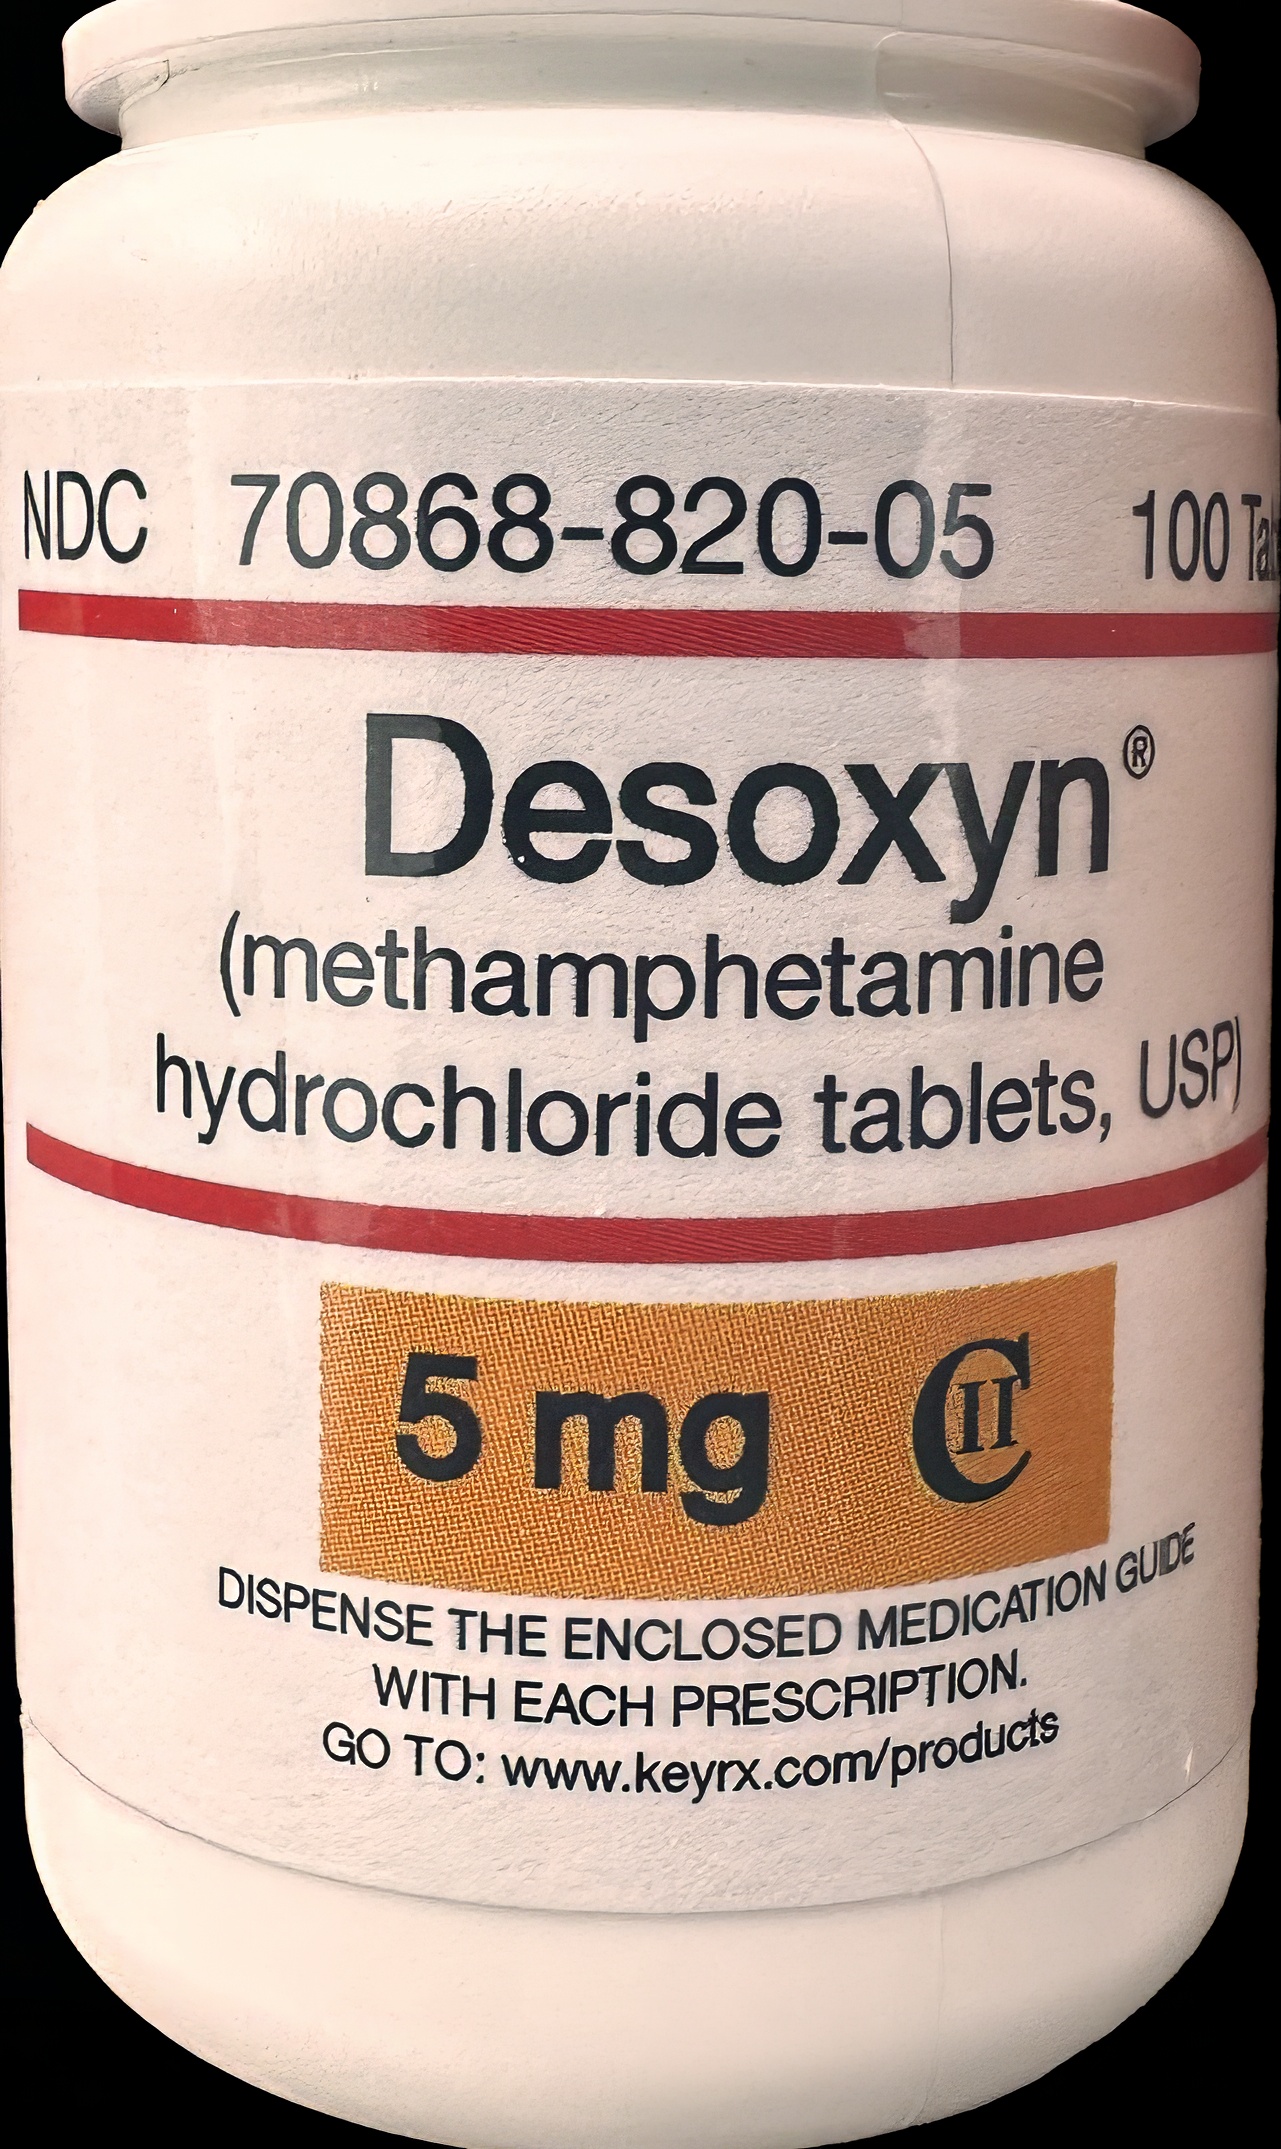 NDC 70868-820-05 100
Desoxyn®
(methamphetamine
hydrochloride tablets, USP)
5 mg CII
DISPENSE THE ENCLOSED MEDICATION GUIDE
WITH EACH PRESCRIPTION.
GO TO: www.keyrx.com/products